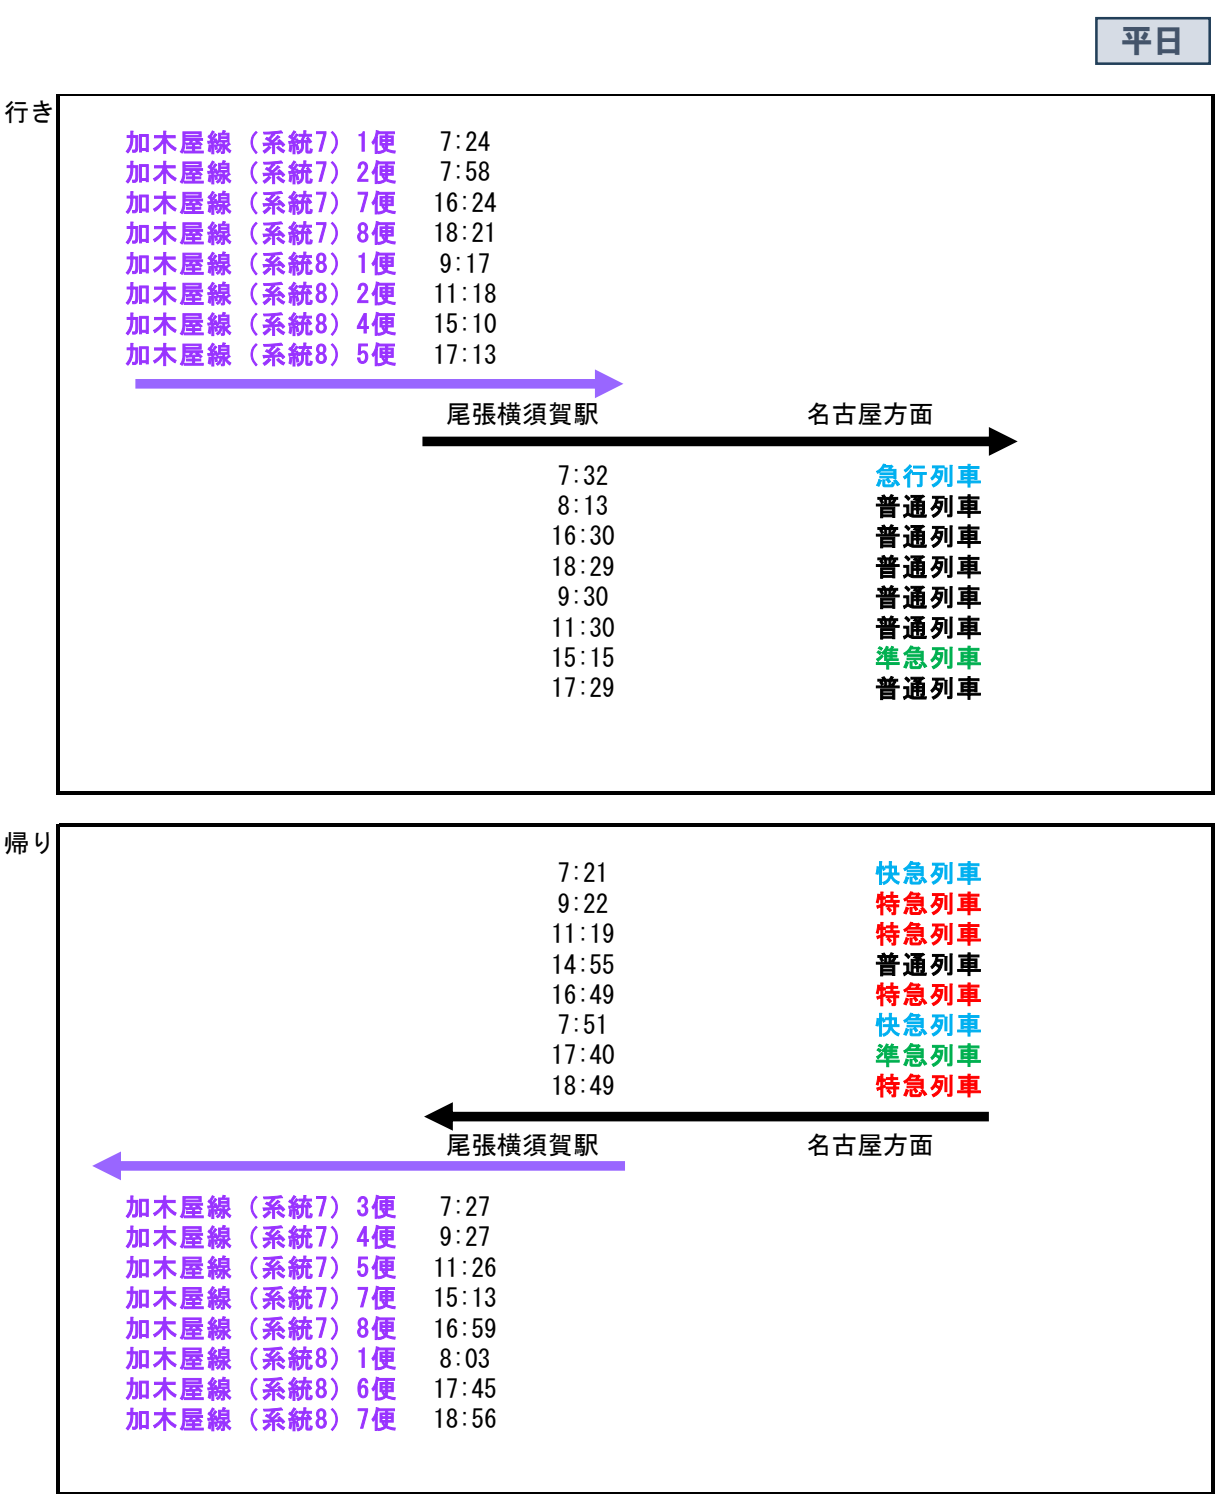 平日
行き
加木屋線（系統7）1便 7:24
加木屋線（系統7）2便 7:58
加木屋線（系統7）7便 16:24
加木屋線（系統7）8便 18:21
加木屋線（系統8）1便 9:17
加木屋線（系統8）2便 11:18
加木屋線（系統8）4便 15:10
加木屋線（系統8）5便 17:13
尾張横須賀駅 名古屋方面
7:32 急行列車
8:13 普通列車
16:30 普通列車
18:29 普通列車
9:30 普通列車
11:30 普通列車
15:15 準急列車
17:29 普通列車
帰り
7:21 快急列車
9:22 特急列車
11:19 特急列車
14:55 普通列車
16:49 特急列車
7:51 快急列車
17:40 準急列車
18:49 特急列車
尾張横須賀駅 名古屋方面
加木屋線（系統7）3便 7:27
加木屋線（系統7）4便 9:27
加木屋線（系統7）5便 11:26
加木屋線（系統7）7便 15:13
加木屋線（系統7）8便 16:59
加木屋線（系統8）1便 8:03
加木屋線（系統8）6便 17:45
加木屋線（系統8）7便 18:56